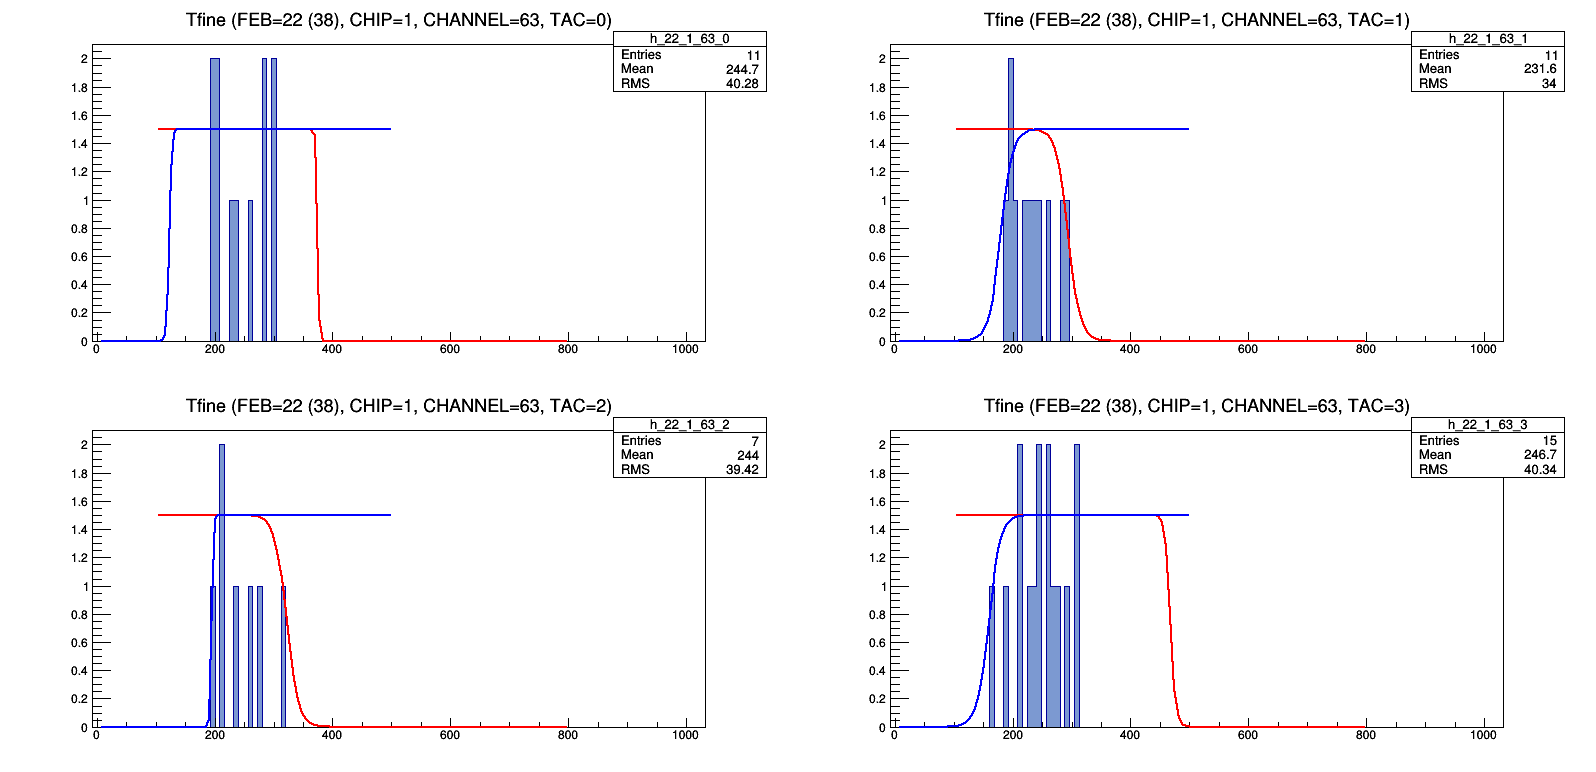 Tfine (FEB=22 (38), CHIP=1, CHANNEL=63, TAC=0)
h_22_1_63_0
Entries 11
Mean 244.7
RMS 40.28
2
1.8
1.6
1.4
1.2
1
0.8
0.6
0.4
0.2
0
0 200 400 600 800 1000
Tfine (FEB=22 (38), CHIP=1, CHANNEL=63, TAC=1)
h_22_1_63_1
Entries 11
Mean 231.6
RMS 34
2
1.8
1.6
1.4
1.2
1
0.8
0.6
0.4
0.2
0
0 200 400 600 800 1000
Tfine (FEB=22 (38), CHIP=1, CHANNEL=63, TAC=2)
h_22_1_63_2
Entries 7
Mean 244
RMS 39.42
2
1.8
1.6
1.4
1.2
1
0.8
0.6
0.4
0.2
0
0 200 400 600 800 1000
Tfine (FEB=22 (38), CHIP=1, CHANNEL=63, TAC=3)
h_22_1_63_3
Entries 15
Mean 246.7
RMS 40.34
2
1.8
1.6
1.4
1.2
1
0.8
0.6
0.4
0.2
0
0 200 400 600 800 1000